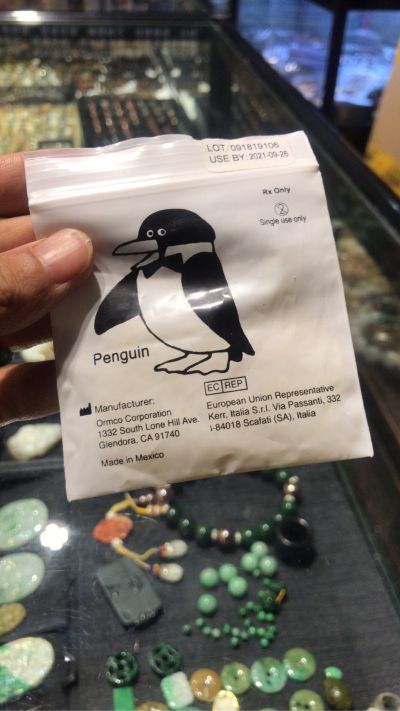 LOT: 091819106
USE BY: 2021-09-26
Rx Only
2
Single use only
Penguin
EC REP
Manufacturer:
Ormco Corporation
1332 South Lone Hill Ave.
Glendora, CA 91740
Made in Mexico
European Union Representative
Kerr, Italia S.r.l. Via Passanti, 332
I-84018 Scafati (SA), Italia